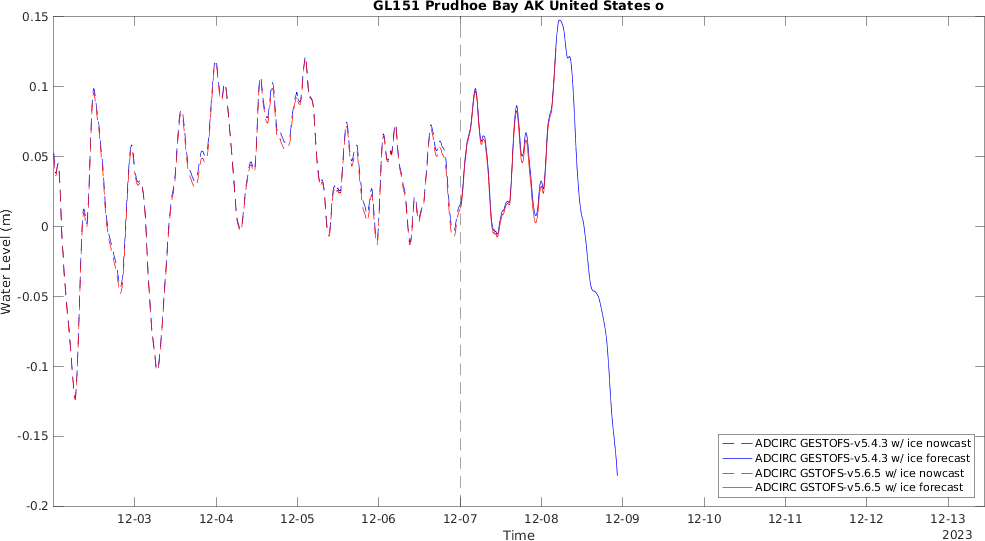 GL151 Prudhoe Bay AK United States o
0.15
0.1
0.05
0
-0.05
-0.1
-0.15
-0.2
Water Level (m)
ADCIRC GESTOFS-v5.4.3 w/ ice nowcast
ADCIRC GESTOFS-v5.4.3 w/ ice forecast
ADCIRC GSTOFS-v5.6.5 w/ ice nowcast
ADCIRC GSTOFS-v5.6.5 w/ ice forecast
12-03 12-04 12-05 12-06 12-07 12-08 12-09 12-10 12-11 12-12 12-13
Time
2023